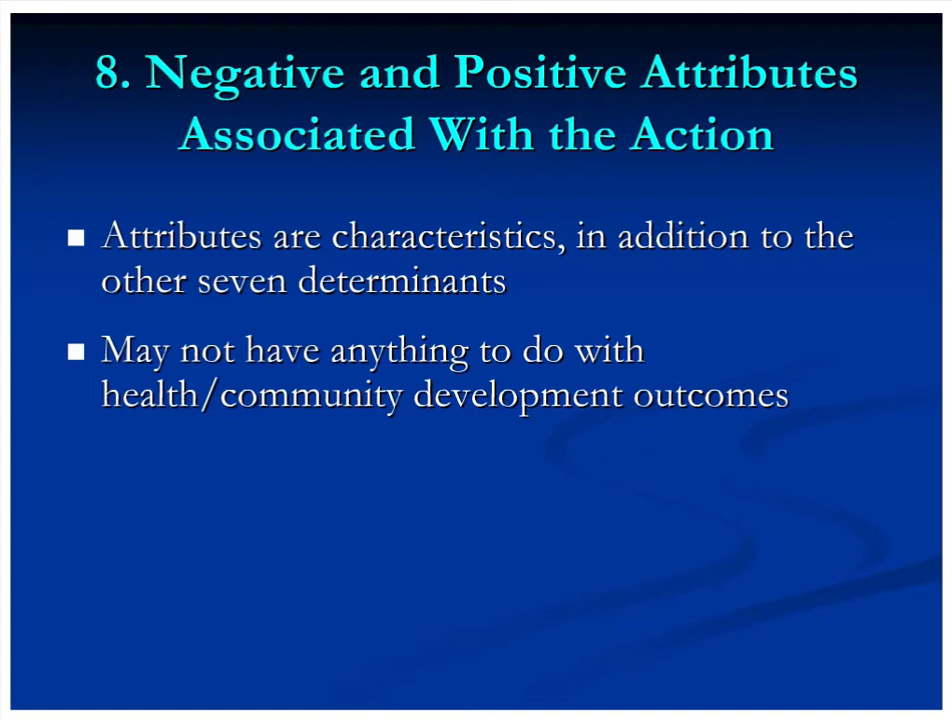 8. Negative and Positive Attributes
Associated With the Action
Attributes are characteristics, in addition to the
other seven determinants
May not have anything to do with
health/community development outcomes